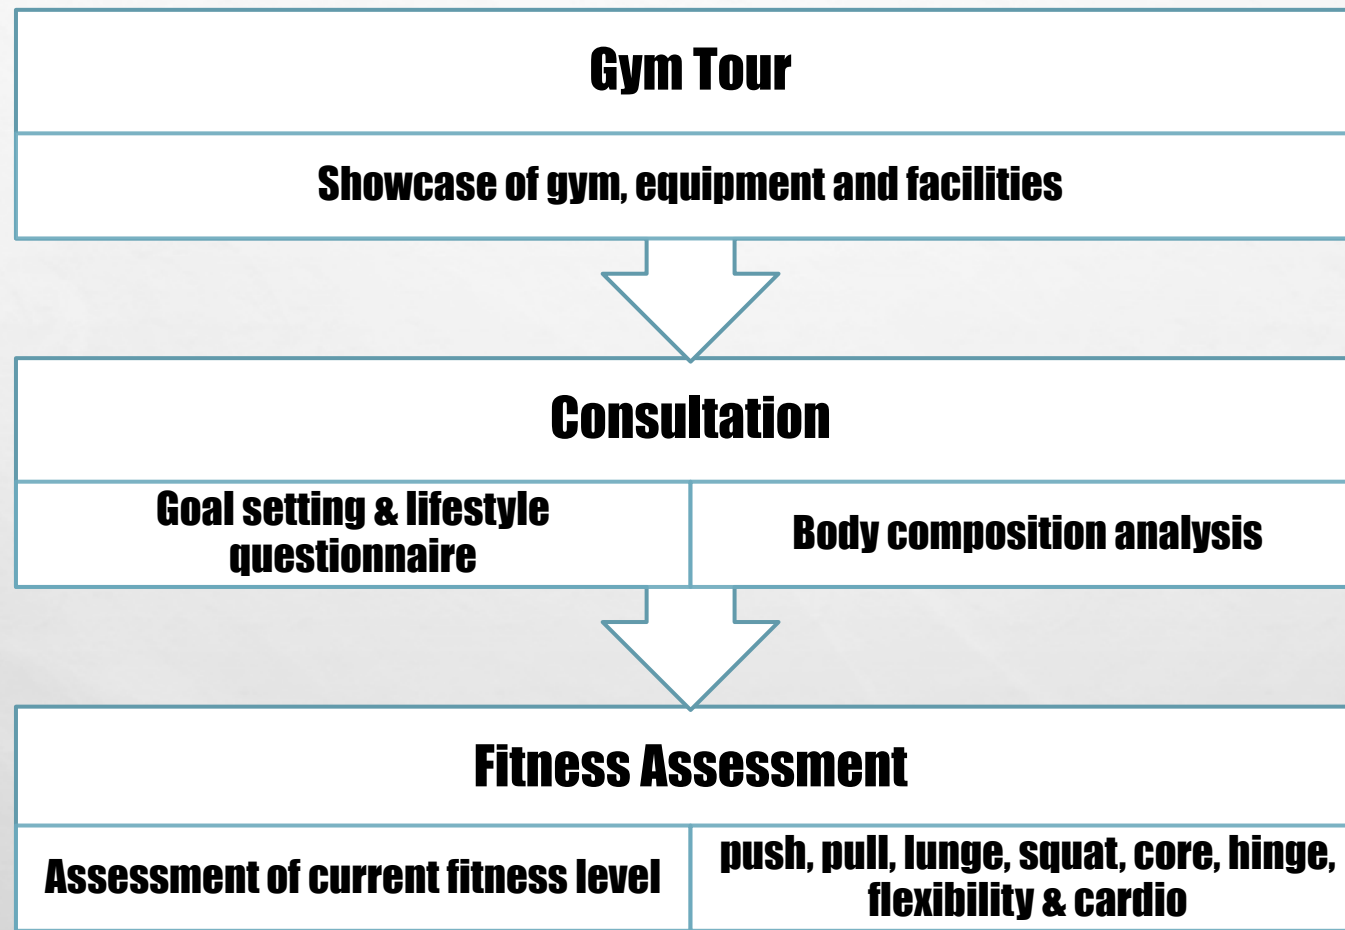 Gym Tour
Showcase of gym, equipment and facilities
Consultation
Goal setting & lifestyle
questionnaire
Body composition analysis
Fitness Assessment
Assessment of current fitness level
push, pull, lunge, squat, core, hinge,
flexibility & cardio